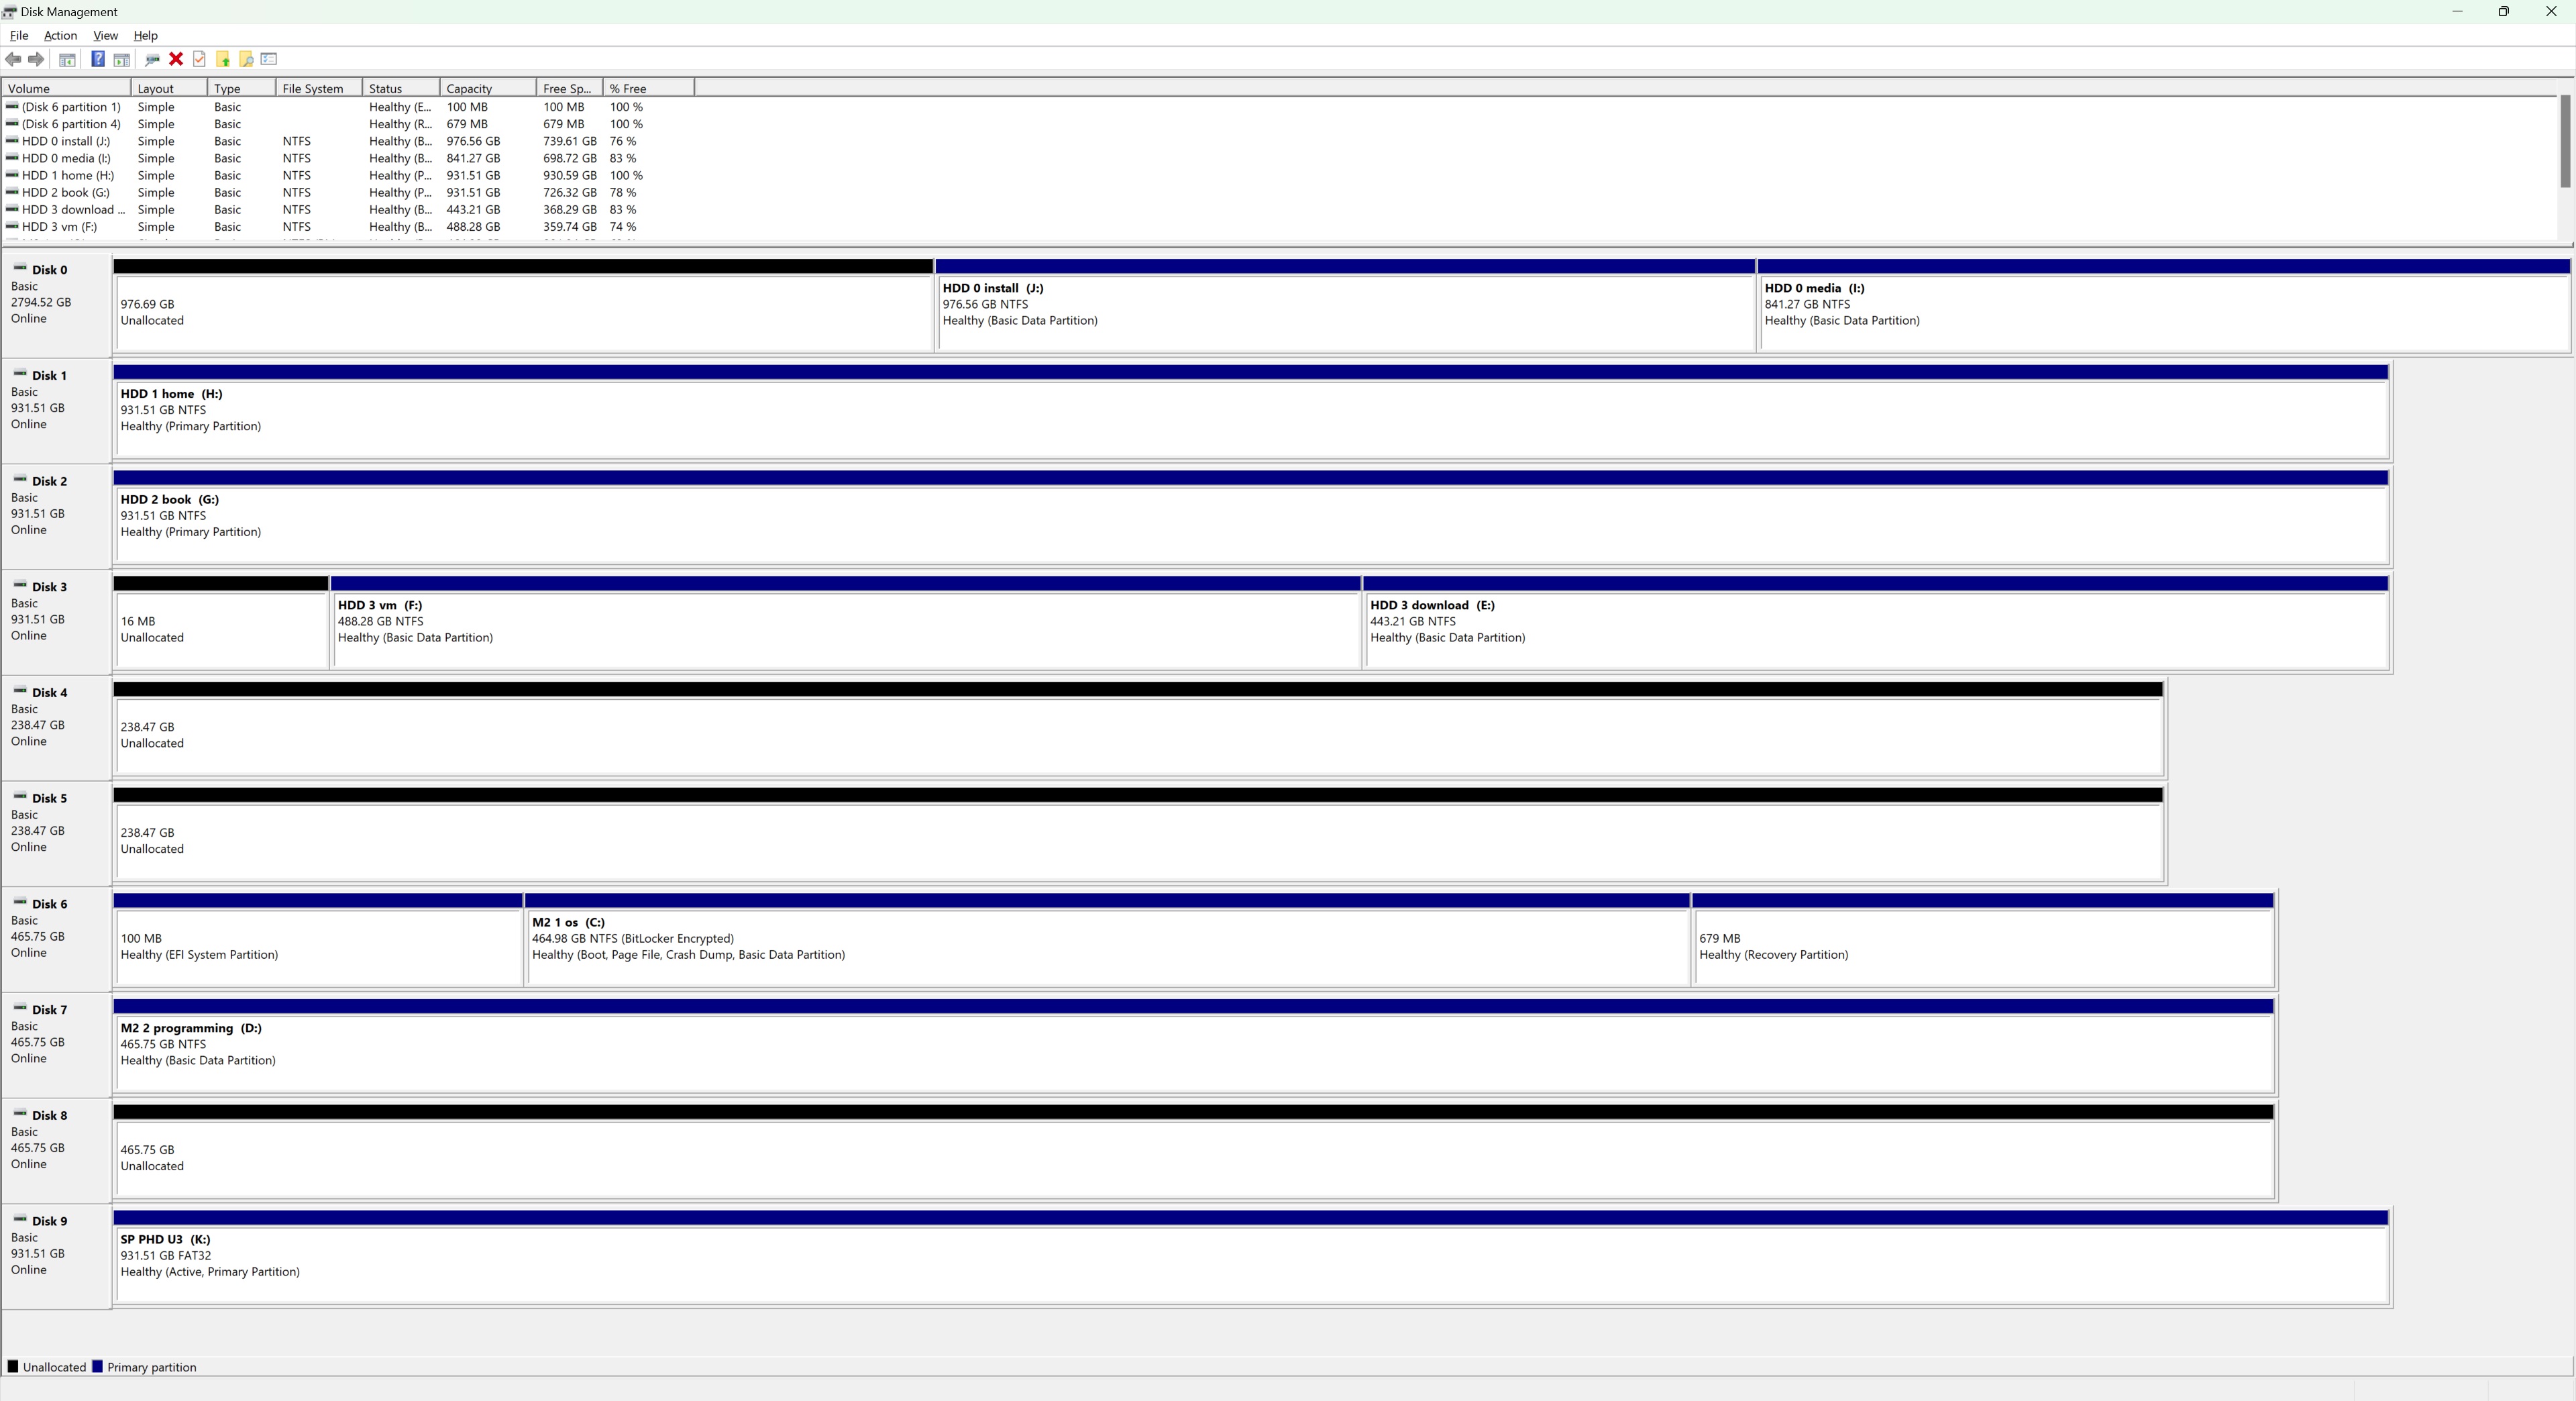 Disk Management
File Action View Help
Volume Layout Type File System Status Capacity Free Sp... % Free
(Disk 6 partition 1) Simple Basic Healthy (E... 100 MB 100 MB 100 %
(Disk 6 partition 4) Simple Basic Healthy (R... 679 MB 679 MB 100 %
HDD 0 install (J:) Simple Basic NTFS Healthy (B... 976.56 GB 739.61 GB 76 %
HDD 0 media (I:) Simple Basic NTFS Healthy (B... 841.27 GB 698.72 GB 83 %
HDD 1 home (H:) Simple Basic NTFS Healthy (P... 931.51 GB 930.59 GB 100 %
HDD 2 book (G:) Simple Basic NTFS Healthy (P... 931.51 GB 726.32 GB 78 %
HDD 3 download ... Simple Basic NTFS Healthy (B... 443.21 GB 368.29 GB 83 %
HDD 3 vm (F:) Simple Basic NTFS Healthy (B... 488.28 GB 359.74 GB 74 %
Disk 0
Basic
2794.52 GB
Online
976.69 GB
Unallocated
HDD 0 install (J:)
976.56 GB NTFS
Healthy (Basic Data Partition)
HDD 0 media (I:)
841.27 GB NTFS
Healthy (Basic Data Partition)
Disk 1
Basic
931.51 GB
Online
HDD 1 home (H:)
931.51 GB NTFS
Healthy (Primary Partition)
Disk 2
Basic
931.51 GB
Online
HDD 2 book (G:)
931.51 GB NTFS
Healthy (Primary Partition)
Disk 3
Basic
931.51 GB
Online
16 MB
Unallocated
HDD 3 vm (F:)
488.28 GB NTFS
Healthy (Basic Data Partition)
HDD 3 download (E:)
443.21 GB NTFS
Healthy (Basic Data Partition)
Disk 4
Basic
238.47 GB
Online
238.47 GB
Unallocated
Disk 5
Basic
238.47 GB
Online
238.47 GB
Unallocated
Disk 6
Basic
465.75 GB
Online
100 MB
Healthy (EFI System Partition)
M2 1 os (C:)
464.98 GB NTFS (BitLocker Encrypted)
Healthy (Boot, Page File, Crash Dump, Basic Data Partition)
679 MB
Healthy (Recovery Partition)
Disk 7
Basic
465.75 GB
Online
M2 2 programming (D:)
465.75 GB NTFS
Healthy (Basic Data Partition)
Disk 8
Basic
465.75 GB
Online
465.75 GB
Unallocated
Disk 9
Basic
931.51 GB
Online
SP PHD U3 (K:)
931.51 GB FAT32
Healthy (Active, Primary Partition)
Unallocated Primary partition